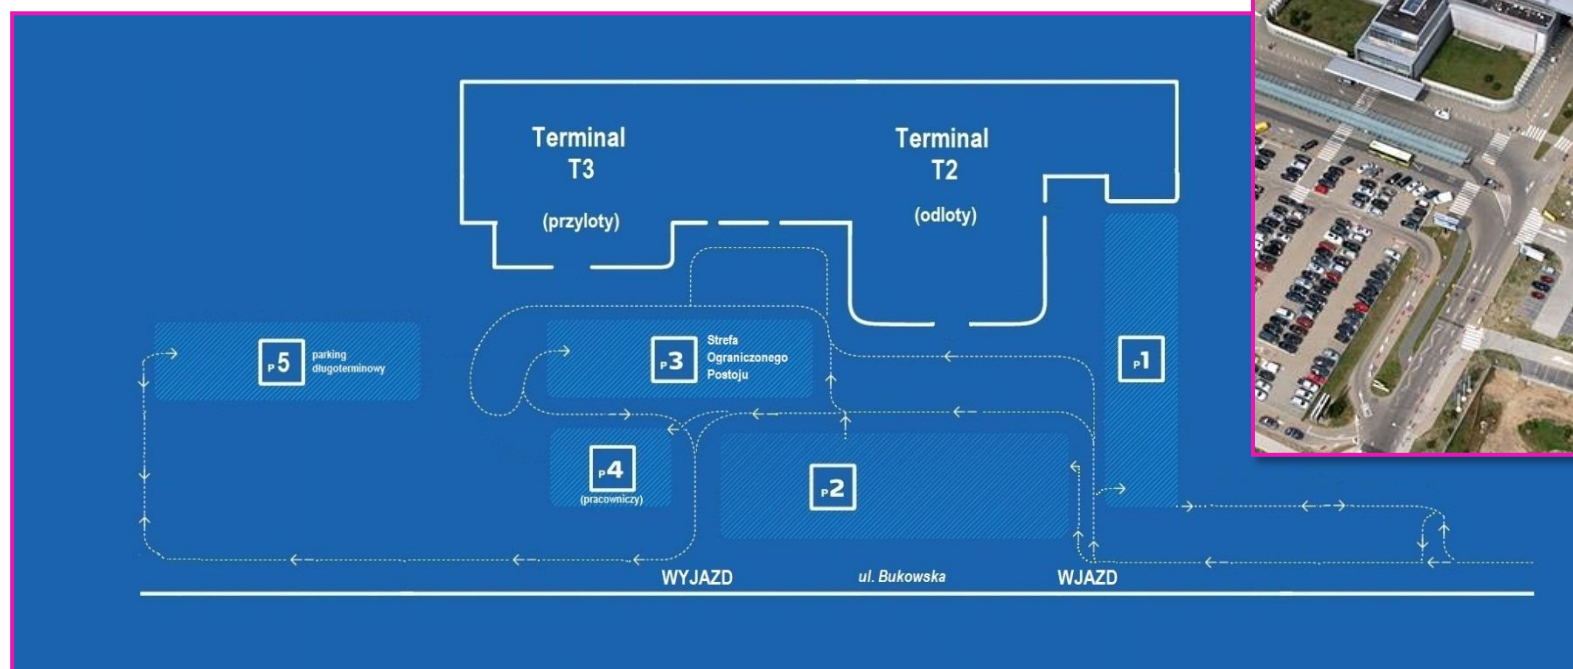 Terminal
T3
(przyloty)
Terminal
T2
(odloty)
P5
parking
długoterminowy
P3
Strefa
Ograniczonego
Postoju
P1
P4
(pracowniczy)
P2
WYJAZD
ul. Bukowska
WJAZD